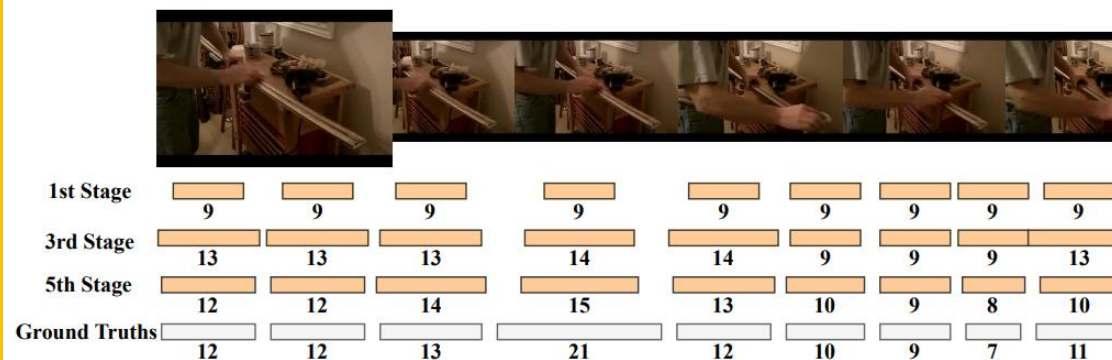 1st Stage
9 9 9 9 9 9 9 9 9
3rd Stage
13 13 13 14 14 9 9 9 13
5th Stage
12 12 14 15 13 10 9 8 10
Ground Truths
12 12 13 21 12 10 9 7 11